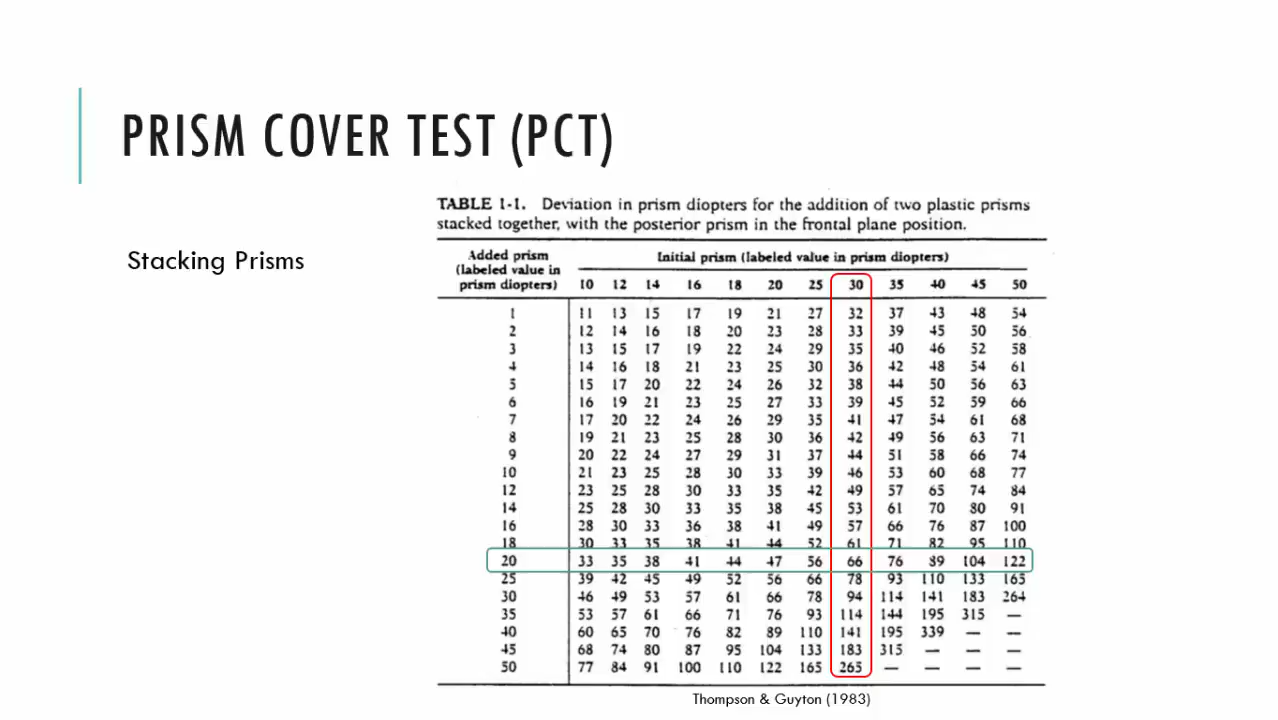 PRISM COVER TEST (PCT)
Stacking Prisms
TABLE 1-1. Deviation in prism diopters for the addition of two plastic prisms
stacked together, with the posterior prism in the frontal plane position.
Added prism
(labeled value in
prism diopters)
Initial prism (labeled value in prism diopters)
10 12 14 16 18 20 25 30 35 40 45 50
1 11 13 15 17 19 21 27 32 37 43 48 54
2 12 14 16 18 20 23 28 33 39 45 50 56
3 13 15 17 19 22 24 29 35 40 46 52 58
4 14 16 18 21 23 25 30 36 42 48 54 61
5 15 17 20 22 24 26 32 38 44 50 56 63
6 16 19 21 23 25 27 33 39 45 52 59 66
7 17 20 22 24 26 29 35 41 47 54 61 68
8 19 21 23 25 28 30 36 42 49 56 63 71
9 20 22 24 27 29 31 37 44 51 58 66 74
10 21 23 25 28 30 33 39 46 53 60 68 77
12 23 25 28 30 33 35 42 49 57 65 74 84
14 25 28 30 33 35 38 45 53 61 70 80 91
16 28 30 33 36 38 41 49 57 66 76 87 100
18 30 33 35 38 41 44 52 61 71 82 95 110
20 33 35 38 41 44 47 56 66 76 89 104 122
25 39 42 45 49 52 56 66 78 93 110 133 165
30 46 49 53 57 61 66 78 94 114 141 183 264
35 53 57 61 66 71 76 93 114 144 195 315 —
40 60 65 70 76 82 89 110 141 195 339 — —
45 68 74 80 87 95 104 133 183 315 — — —
50 77 84 91 100 110 122 165 265 — — — —
Thompson & Guyton (1983)